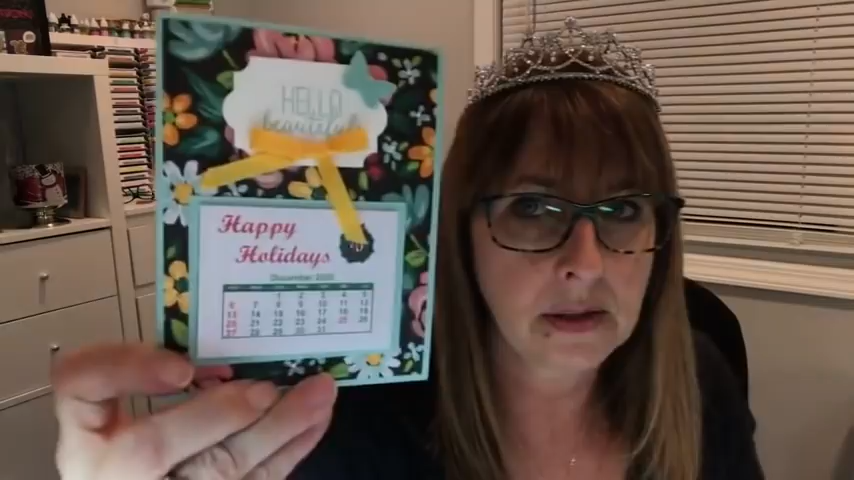 HELLO
beautiful
Happy
Holidays
December 2020
1 2 3 4 5
6 7 8 9 10 11 12
13 14 15 16 17 18 19
20 21 22 23 24 25 26
27 28 29 30 31